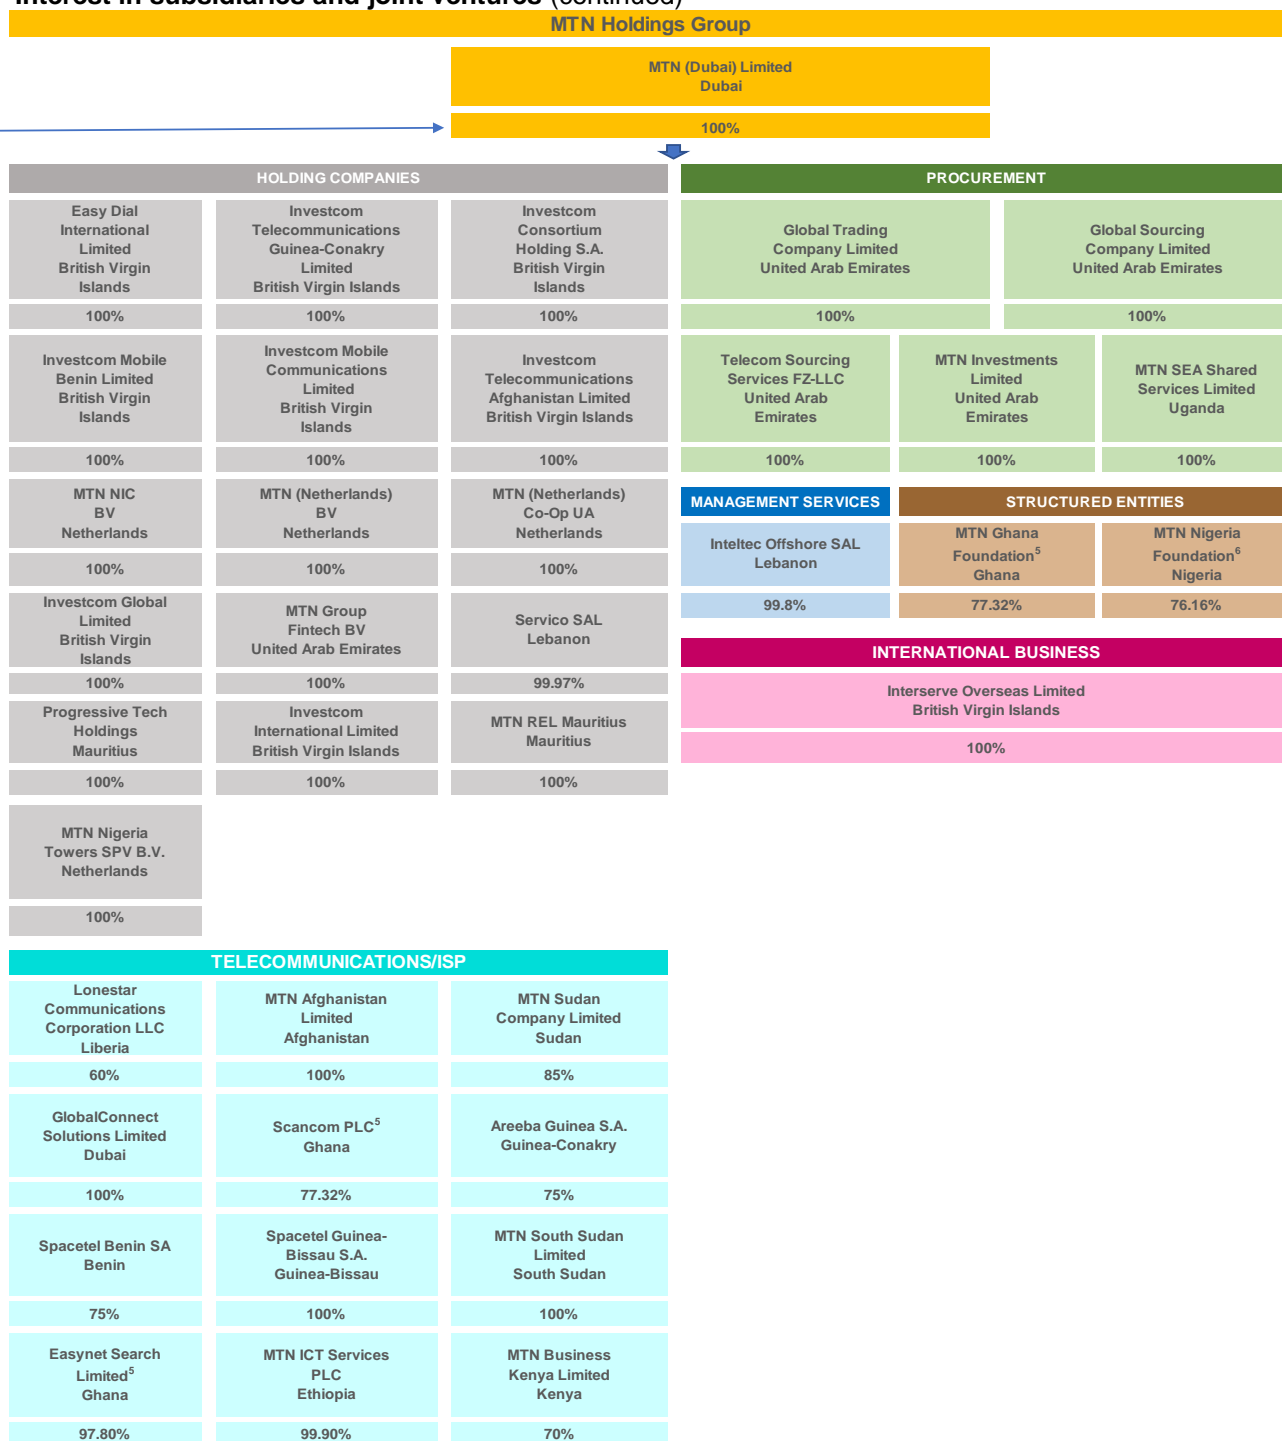 Interest in subsidiaries and joint ventures (continued)
MTN Holdings Group
MTN (Dubai) Limited
Dubai
100%
HOLDING COMPANIES
Easy Dial
International
Limited
British Virgin
Islands
Investcom
Telecommunications
Guinea-Conakry
Limited
British Virgin Islands
Investcom
Consortium
Holding S.A.
British Virgin
Islands
100%
100%
100%
Investcom Mobile
Benin Limited
British Virgin
Islands
Investcom Mobile
Communications
Limited
British Virgin
Islands
Investcom
Telecommunications
Afghanistan Limited
British Virgin Islands
100%
100%
100%
MTN NIC
BV
Netherlands
MTN (Netherlands)
BV
Netherlands
MTN (Netherlands)
Co-Op UA
Netherlands
100%
100%
100%
Investcom Global
Limited
British Virgin
Islands
MTN Group
Fintech BV
United Arab Emirates
Servico SAL
Lebanon
100%
100%
99.97%
Progressive Tech
Holdings
Mauritius
Investcom
International Limited
British Virgin Islands
MTN REL Mauritius
Mauritius
100%
100%
100%
MTN Nigeria
Towers SPV B.V.
Netherlands
100%
PROCUREMENT
Global Trading
Company Limited
United Arab Emirates
Global Sourcing
Company Limited
United Arab Emirates
100%
100%
Telecom Sourcing
Services FZ-LLC
United Arab
Emirates
MTN Investments
Limited
United Arab
Emirates
MTN SEA Shared
Services Limited
Uganda
100%
100%
100%
MANAGEMENT SERVICES
Inteltec Offshore SAL
Lebanon
99.8%
STRUCTURED ENTITIES
MTN Ghana
Foundation5
Ghana
MTN Nigeria
Foundation6
Nigeria
77.32%
76.16%
INTERNATIONAL BUSINESS
Interserve Overseas Limited
British Virgin Islands
100%
TELECOMMUNICATIONS/ISP
Lonestar
Communications
Corporation LLC
Liberia
MTN Afghanistan
Limited
Afghanistan
MTN Sudan
Company Limited
Sudan
60%
100%
85%
GlobalConnect
Solutions Limited
Dubai
Scancom PLC5
Ghana
Areeba Guinea S.A.
Guinea-Conakry
100%
77.32%
75%
Spacetel Benin SA
Benin
Spacetel Guinea-
Bissau S.A.
Guinea-Bissau
MTN South Sudan
Limited
South Sudan
75%
100%
100%
Easynet Search
Limited5
Ghana
MTN ICT Services
PLC
Ethiopia
MTN Business
Kenya Limited
Kenya
97.80%
99.90%
70%